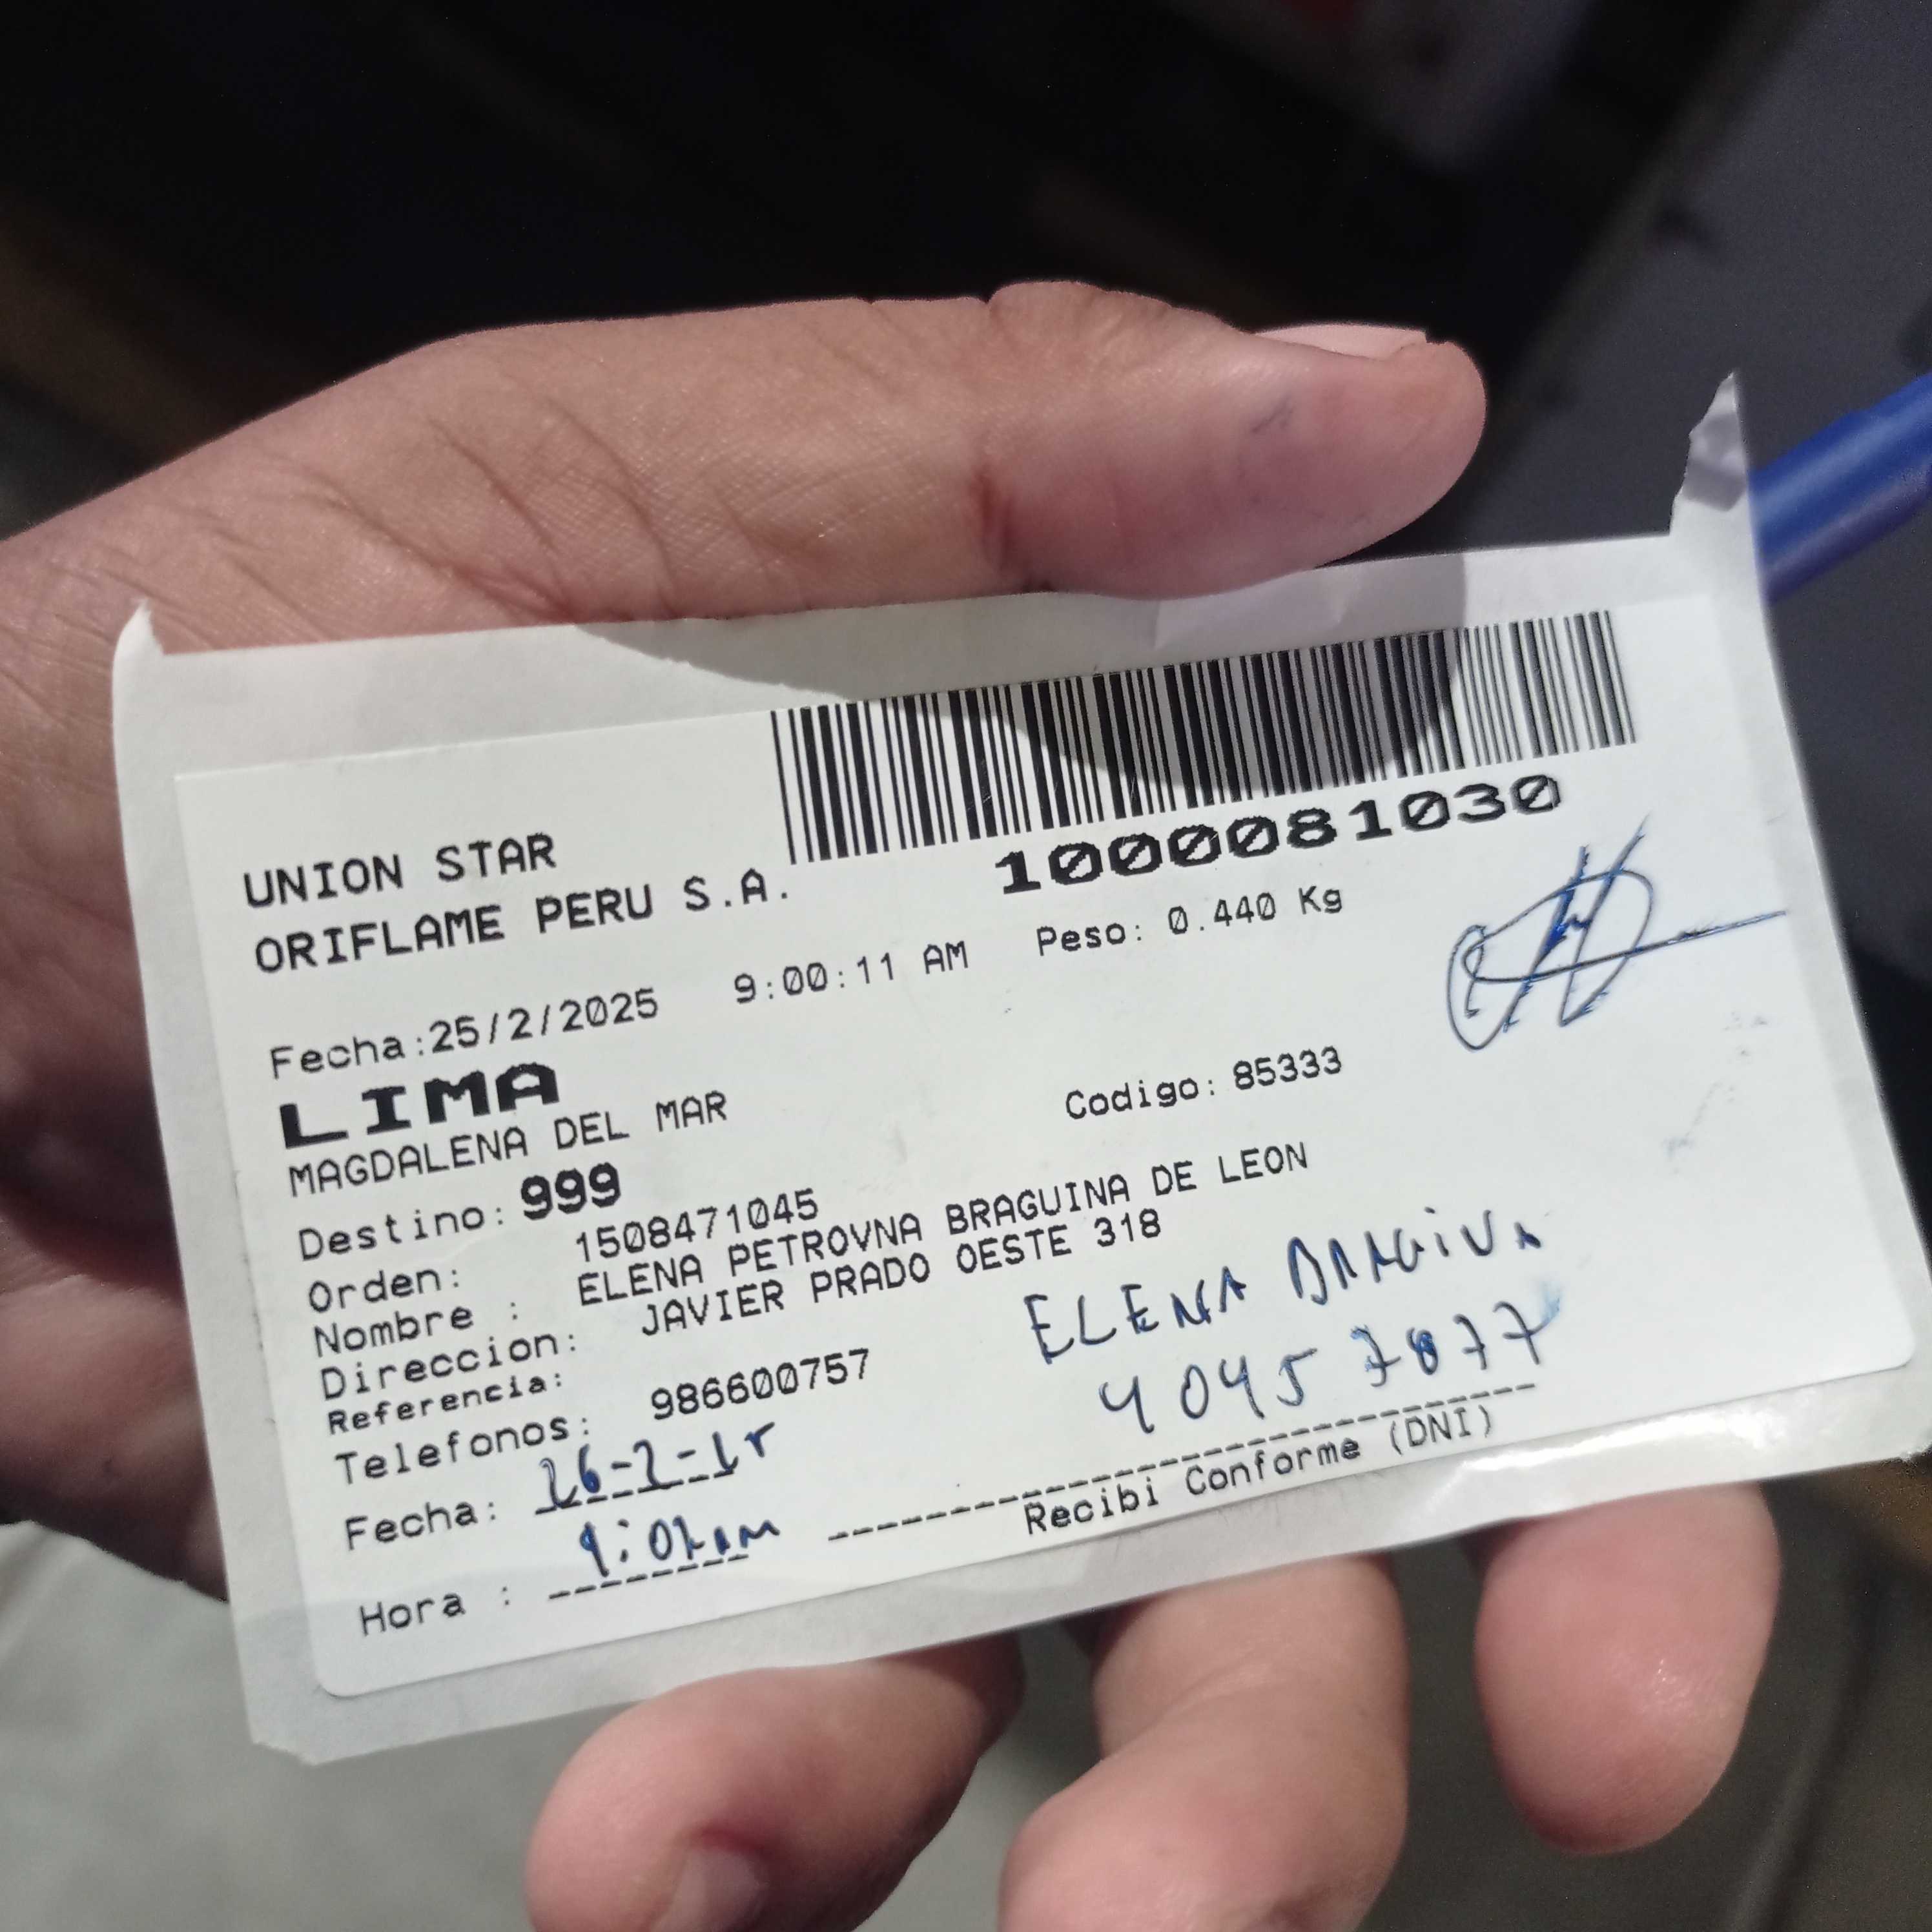 1000081030
UNION STAR
ORIFLAME PERU S.A.
Fecha:25/2/2025 9:00:11 AM Peso: 0.440 Kg
LIMA
MAGDALENA DEL MAR Codigo: 85333
Destino: 999
Orden: 1508471045
Nombre : ELENA PETROVNA BRAGUINA DE LEON
Direccion: JAVIER PRADO OESTE 318
Referencia:
Telefonos: 986600757
ELENA
Fecha:
Hora :
Recibi Conforme (DNI)